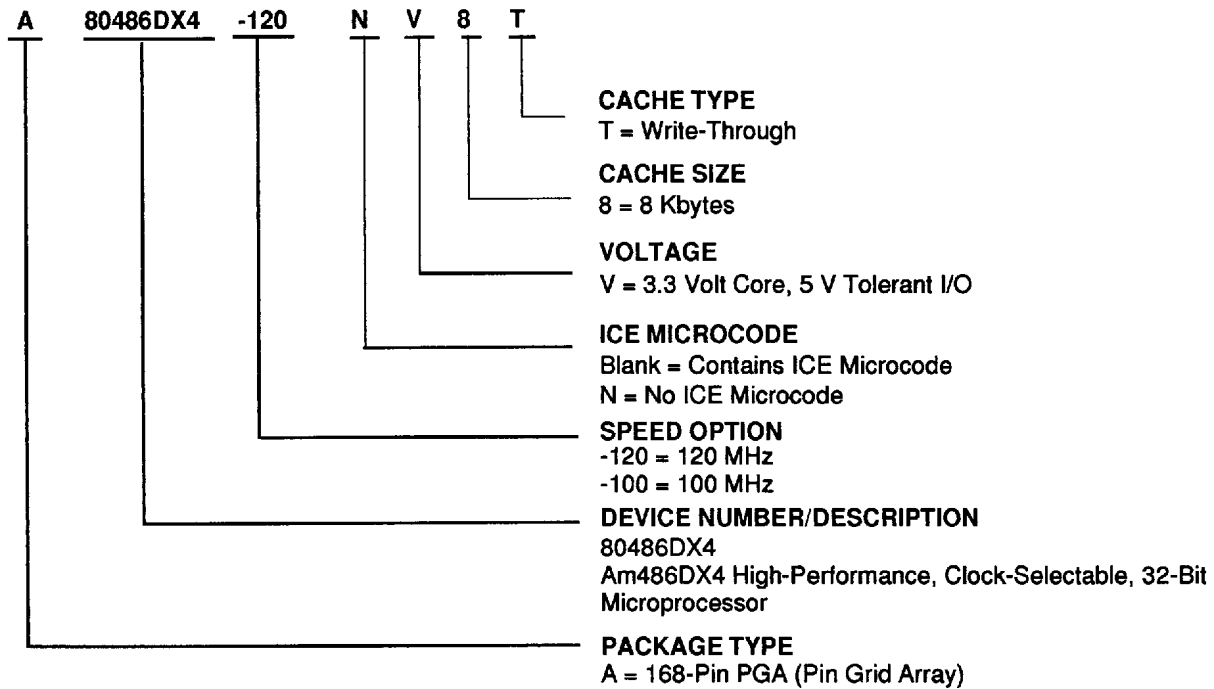 A 80486DX4 -120 N V 8 T
CACHE TYPE
T = Write-Through
CACHE SIZE
8 = 8 Kbytes
VOLTAGE
V = 3.3 Volt Core, 5 V Tolerant I/O
ICE MICROCODE
Blank = Contains ICE Microcode
N = No ICE Microcode
SPEED OPTION
-120 = 120 MHz
-100 = 100 MHz
DEVICE NUMBER/DESCRIPTION
80486DX4
Am486DX4 High-Performance, Clock-Selectable, 32-Bit
Microprocessor
PACKAGE TYPE
A = 168-Pin PGA (Pin Grid Array)